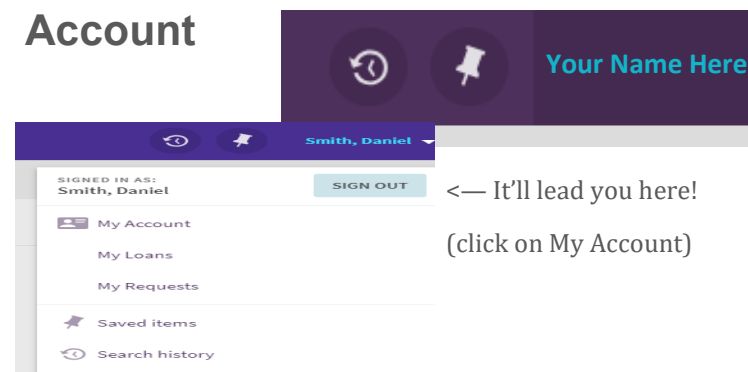 Account
Your Name Here
Smith, Daniel
SIGNED IN AS:
Smith, Daniel
SIGN OUT
My Account
My Loans
My Requests
Saved items
Search history
<— It’ll lead you here!
(click on My Account)